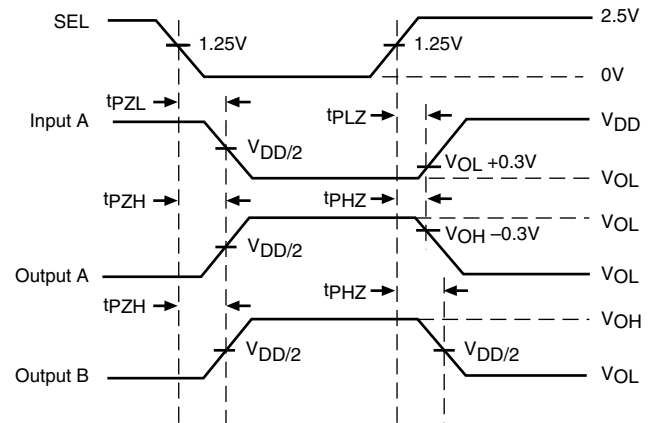 SEL
1.25V
1.25V
2.5V
0V
tPZL
tPLZ
Input A
VDD/2
VOL +0.3V
VDD
VOL
tPZH
tPHZ
VOL
VDD/2
VOH –0.3V
Output A
VOL
tPZH
tPHZ
VOH
VDD/2
VDD/2
Output B
VOL